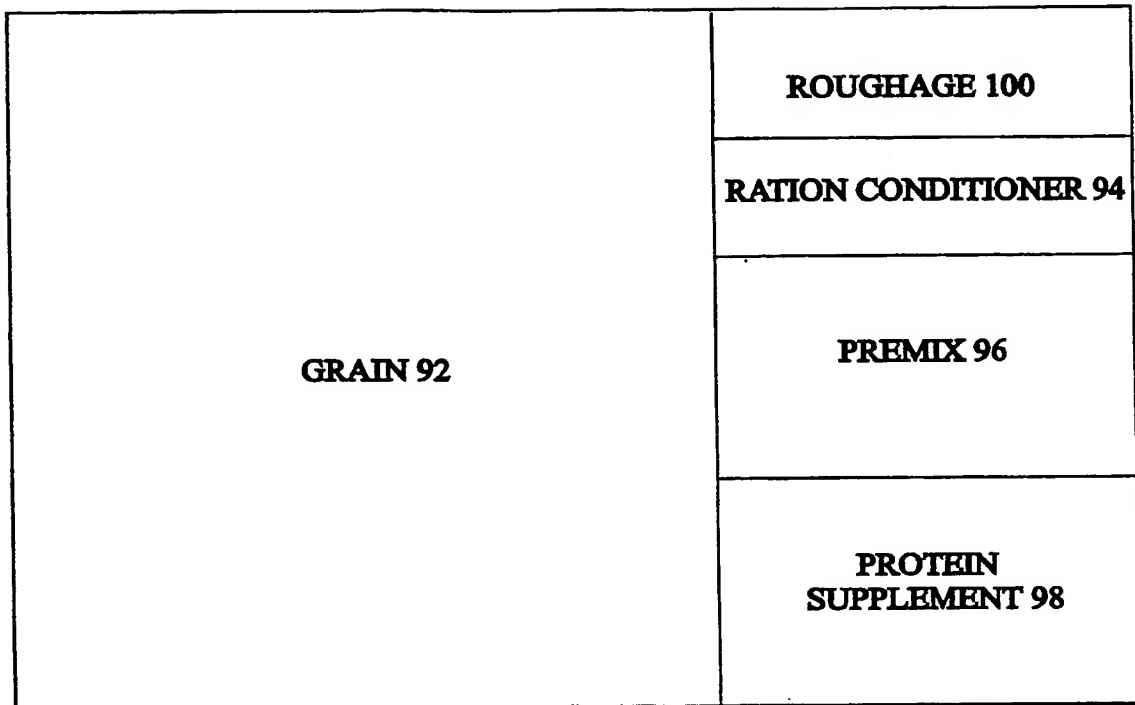 GRAIN 92
ROUGHAGE 100
RATION CONDITIONER 94
PREMIX 96
PROTEIN
SUPPLEMENT 98